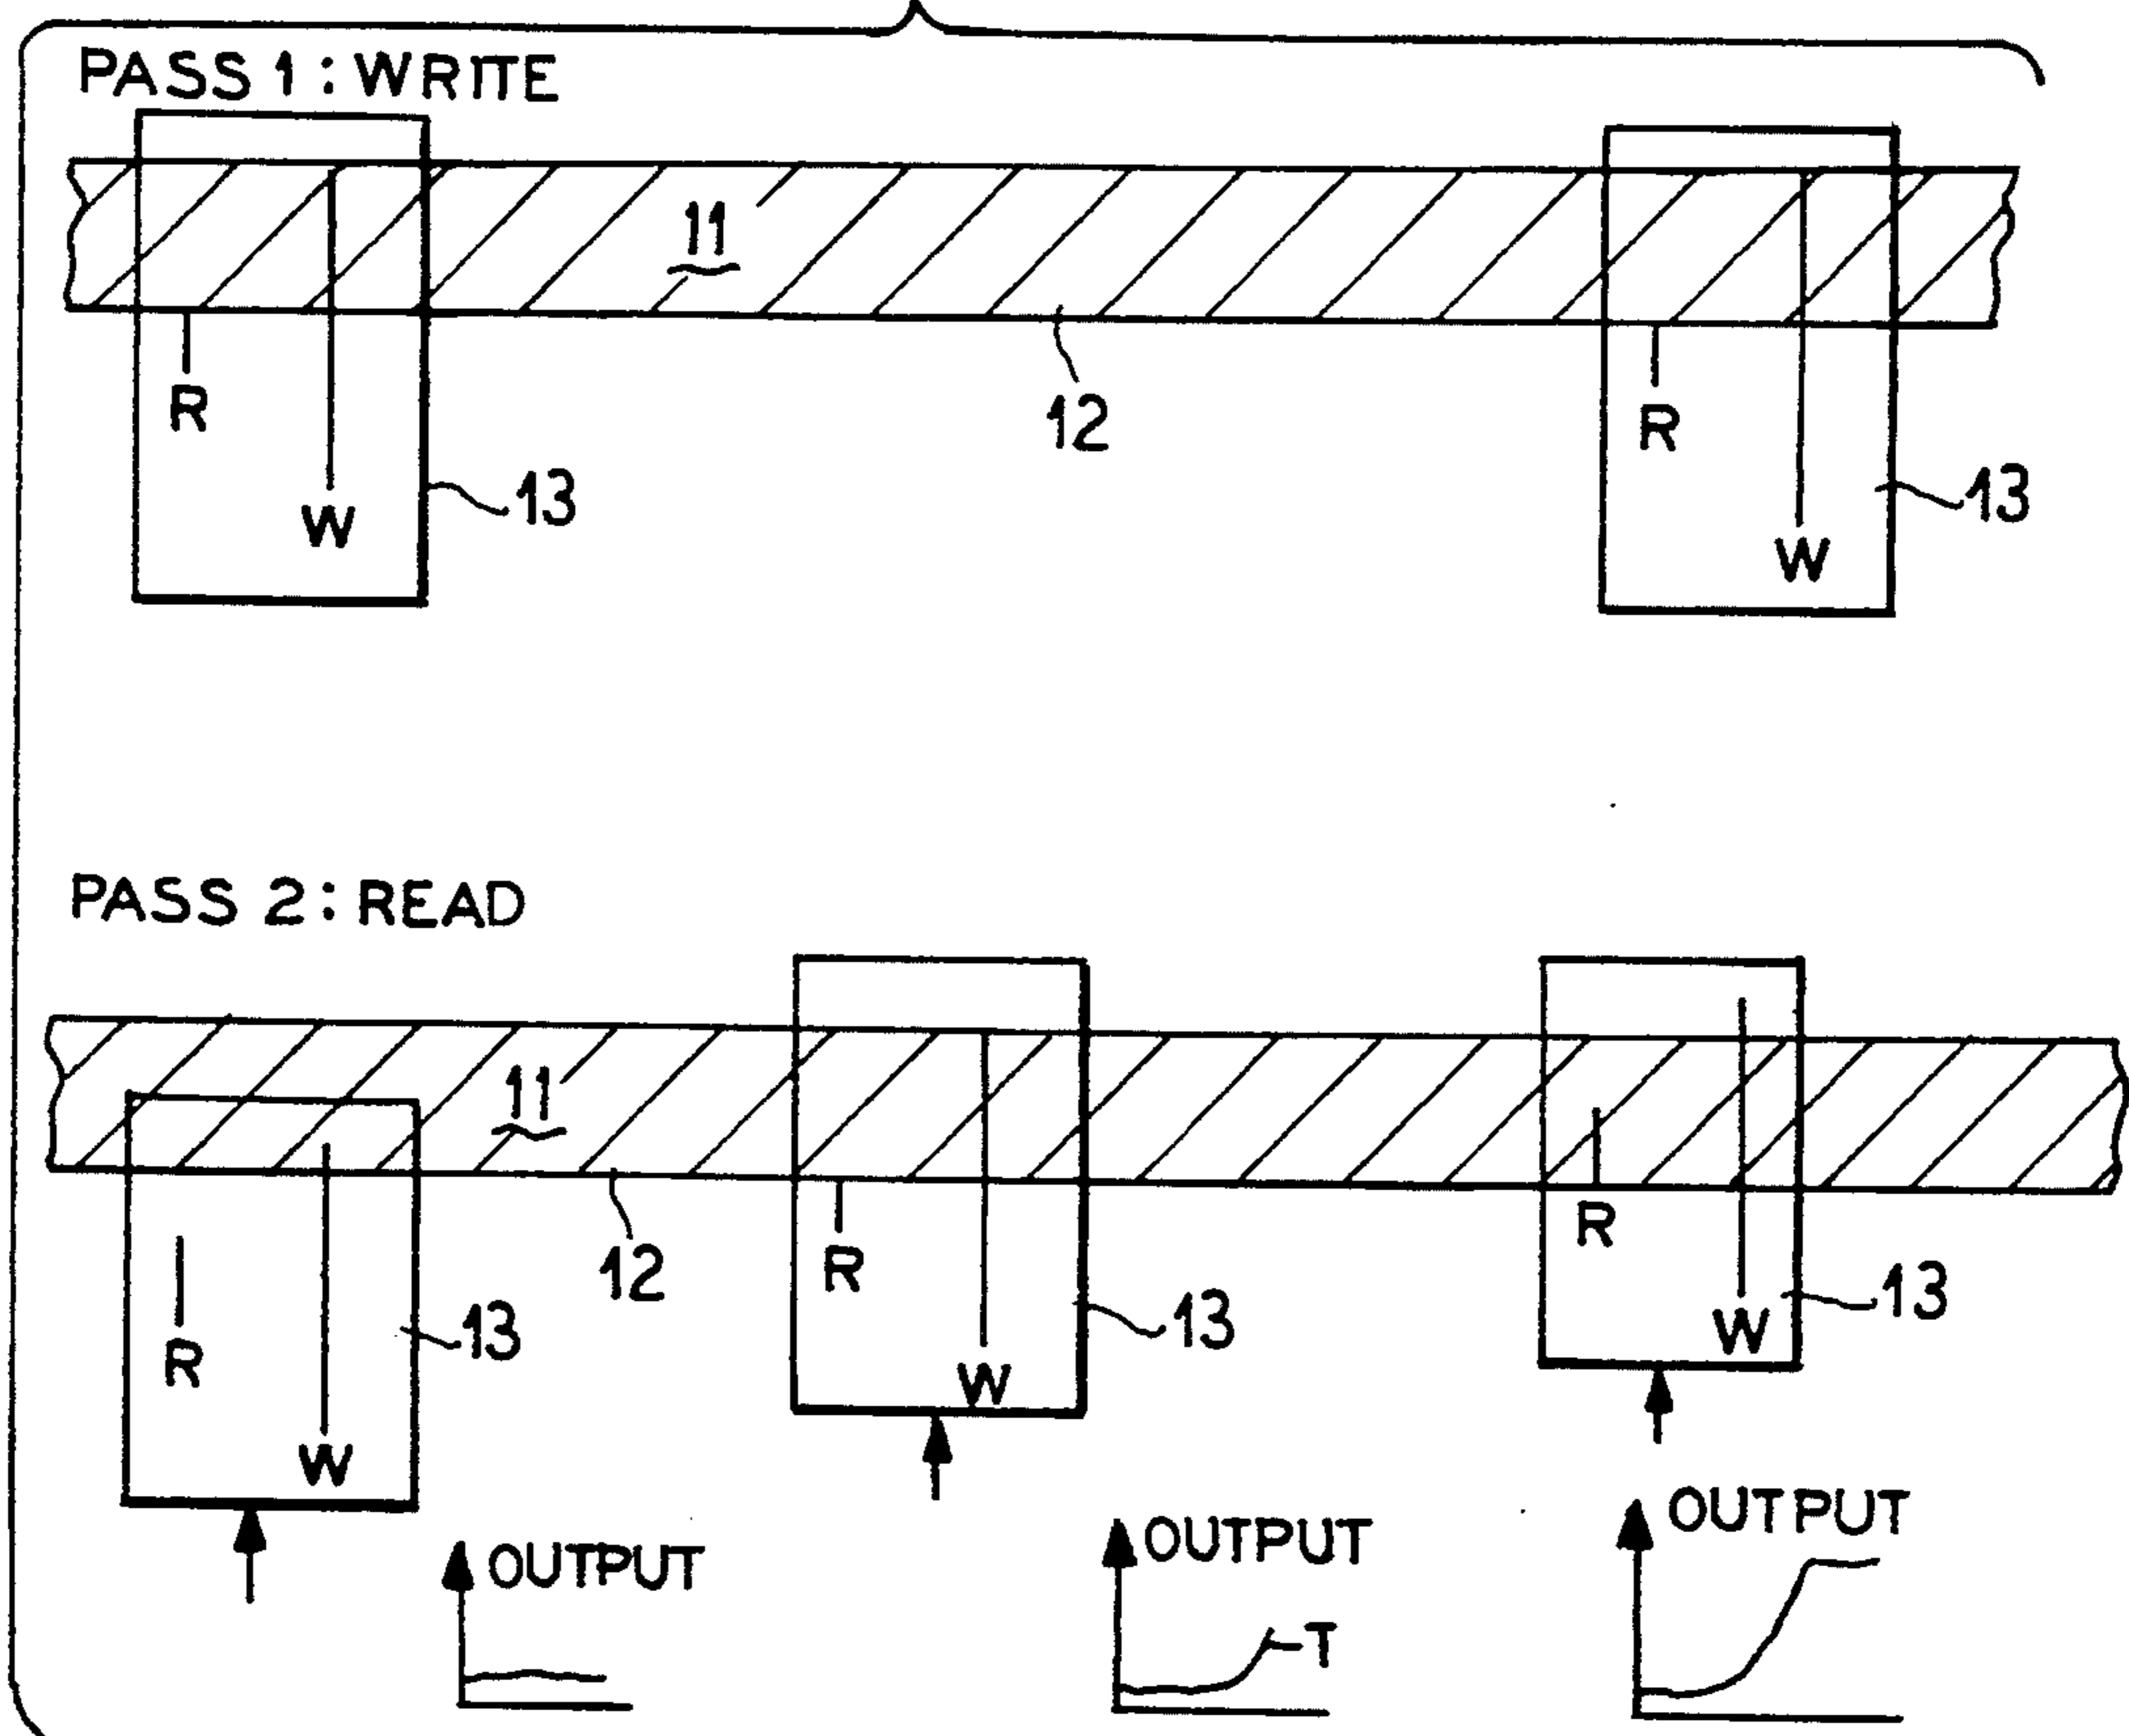 PASS 1: WRITE
11
R
12
R
13
13
W
W
PASS 2: READ
11
R
12
R
R
13
13
13
W
W
W
OUTPUT
OUTPUT
OUTPUT
T